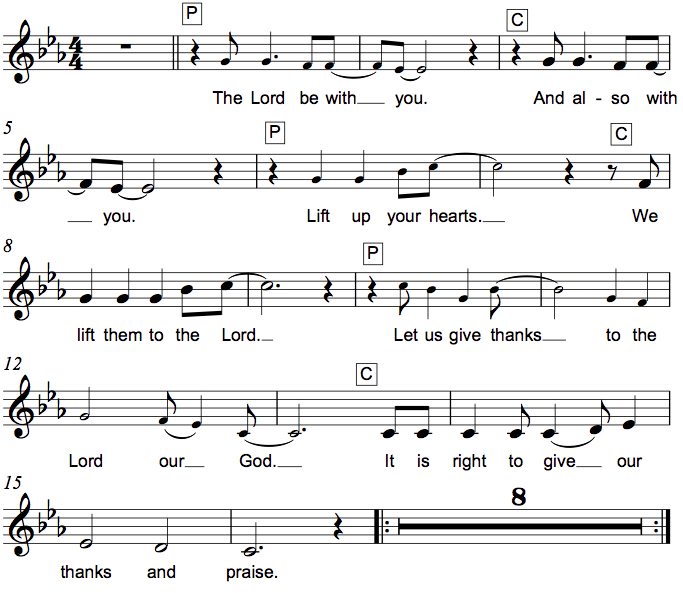 P C
4 4
The Lord be with you. And al - so with
5 P C
you. Lift up your hearts. We
8 P
lift them to the Lord. Let us give thanks to the
12 C
Lord our God. It is right to give our
15 8
thanks and praise.